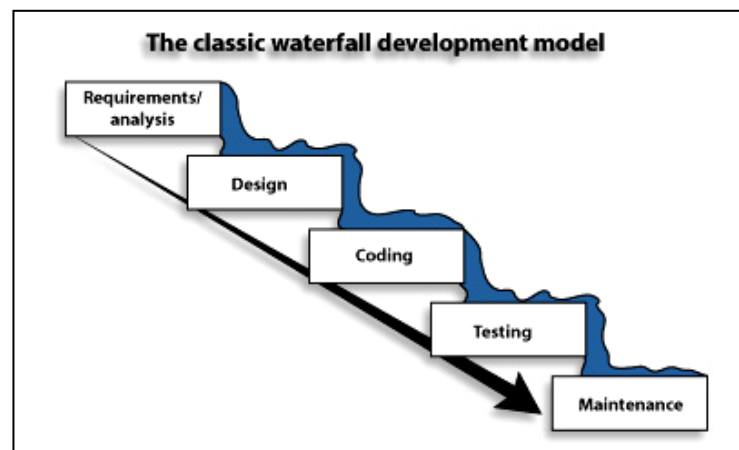 The classic waterfall development model
Requirements/
analysis
Design
Coding
Testing
Maintenance